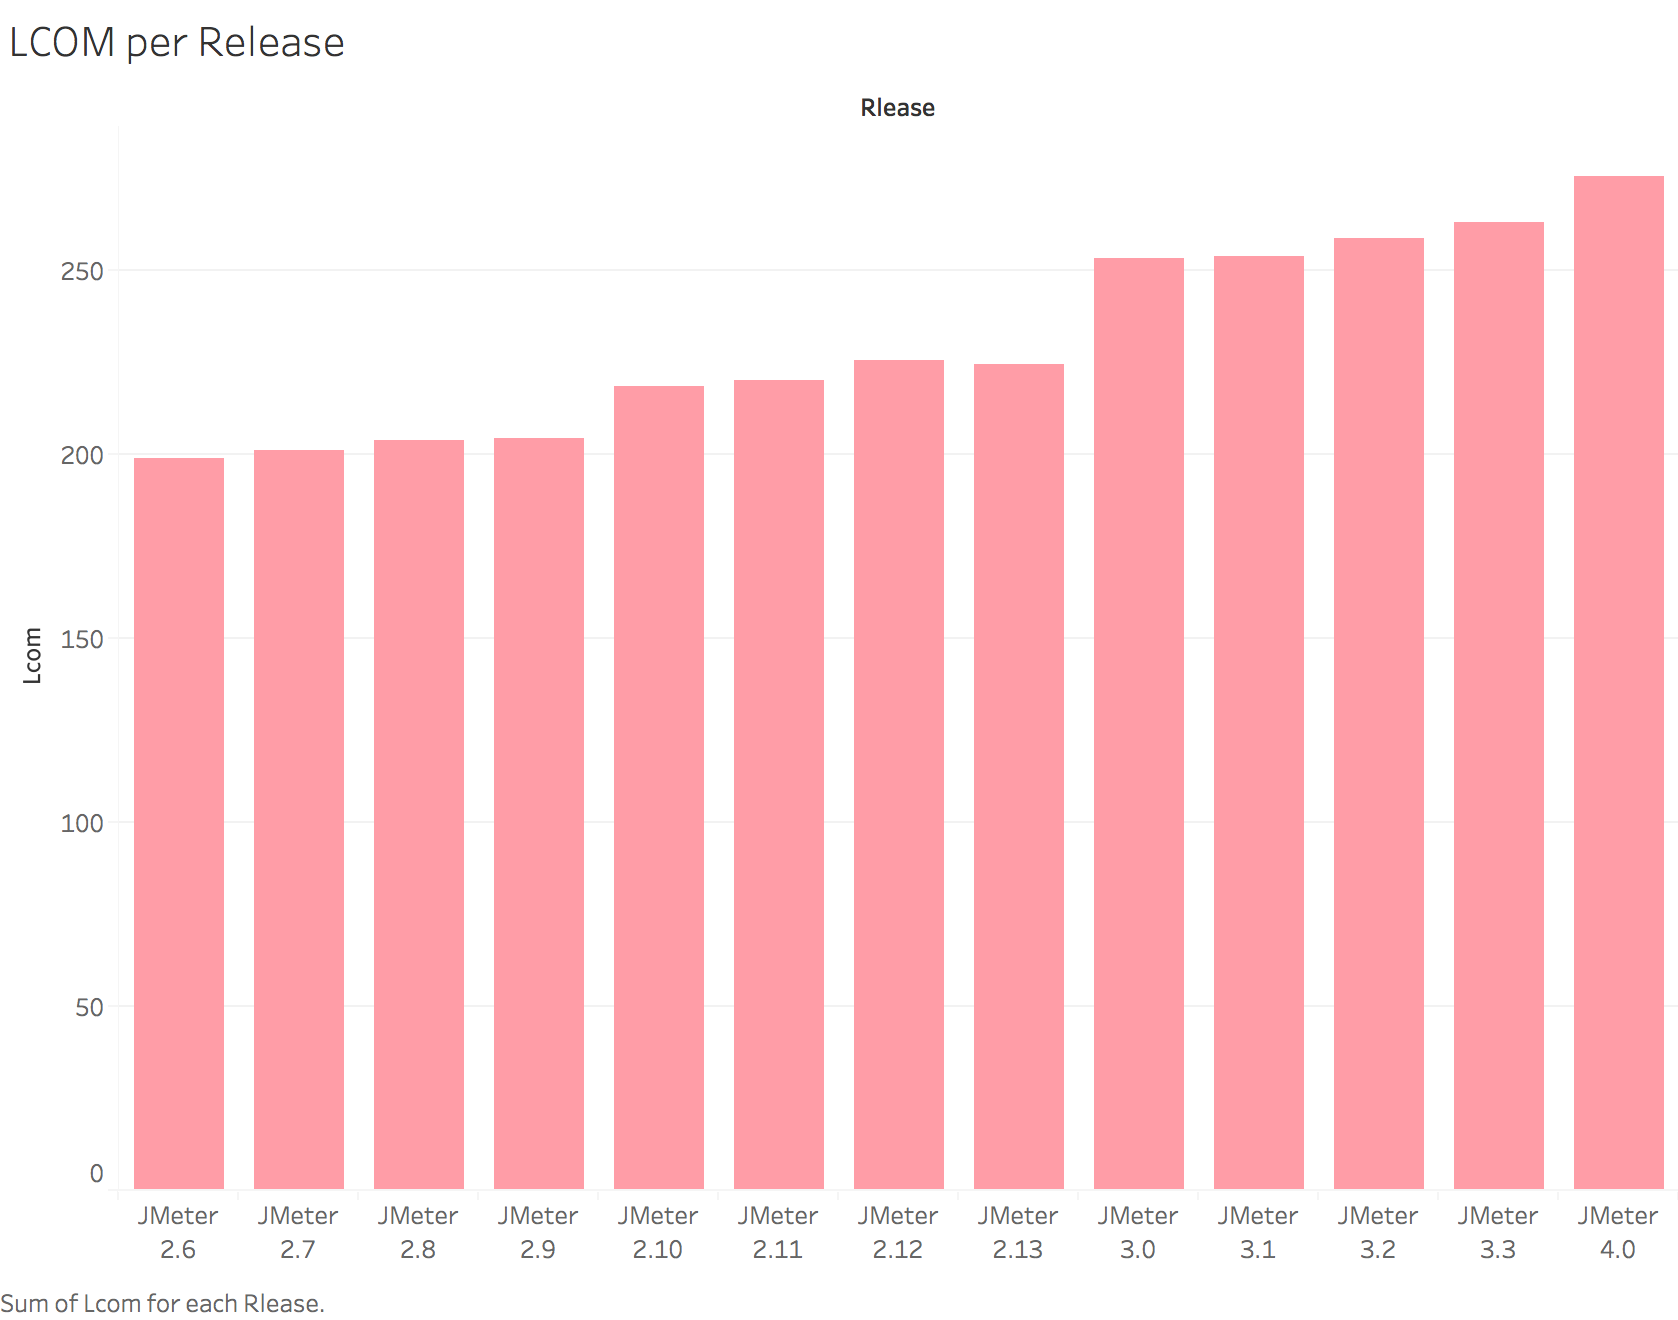 LCOM per Release
Rlease
250
200
150
100
50
0
Lcom
JMeter 2.6
JMeter 2.7
JMeter 2.8
JMeter 2.9
JMeter 2.10
JMeter 2.11
JMeter 2.12
JMeter 2.13
JMeter 3.0
JMeter 3.1
JMeter 3.2
JMeter 3.3
JMeter 4.0
Sum of Lcom for each Rlease.